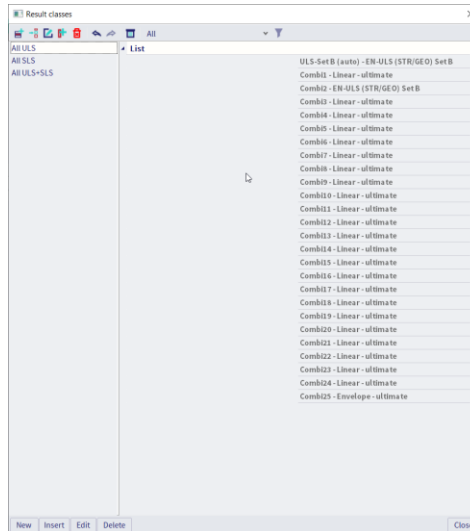 Result classes
All
All ULS
All SLS
All ULS+SLS
List
ULS-Set B (auto) - EN-ULS (STR/GEO) Set B
Combi1 - Linear - ultimate
Combi2 - EN-ULS (STR/GEO) Set B
Combi3 - Linear - ultimate
Combi4 - Linear - ultimate
Combi5 - Linear - ultimate
Combi6 - Linear - ultimate
Combi7 - Linear - ultimate
Combi8 - Linear - ultimate
Combi9 - Linear - ultimate
Combi10 - Linear - ultimate
Combi11 - Linear - ultimate
Combi12 - Linear - ultimate
Combi13 - Linear - ultimate
Combi14 - Linear - ultimate
Combi15 - Linear - ultimate
Combi16 - Linear - ultimate
Combi17 - Linear - ultimate
Combi18 - Linear - ultimate
Combi19 - Linear - ultimate
Combi20 - Linear - ultimate
Combi21 - Linear - ultimate
Combi22 - Linear - ultimate
Combi23 - Linear - ultimate
Combi24 - Linear - ultimate
Combi25 - Envelope - ultimate
New Insert Edit Delete Close